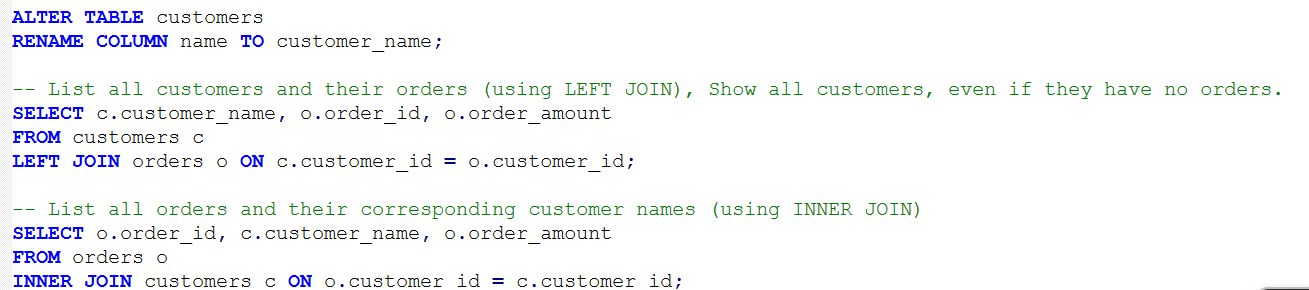 ALTER TABLE customers
RENAME COLUMN name TO customer_name;
-- List all customers and their orders (using LEFT JOIN), Show all customers, even if they have no orders.
SELECT c.customer_name, o.order_id, o.order_amount
FROM customers c
LEFT JOIN orders o ON c.customer_id = o.customer_id;
-- List all orders and their corresponding customer names (using INNER JOIN)
SELECT o.order_id, c.customer_name, o.order_amount
FROM orders o
INNER JOIN customers c ON o.customer_id = c.customer_id;